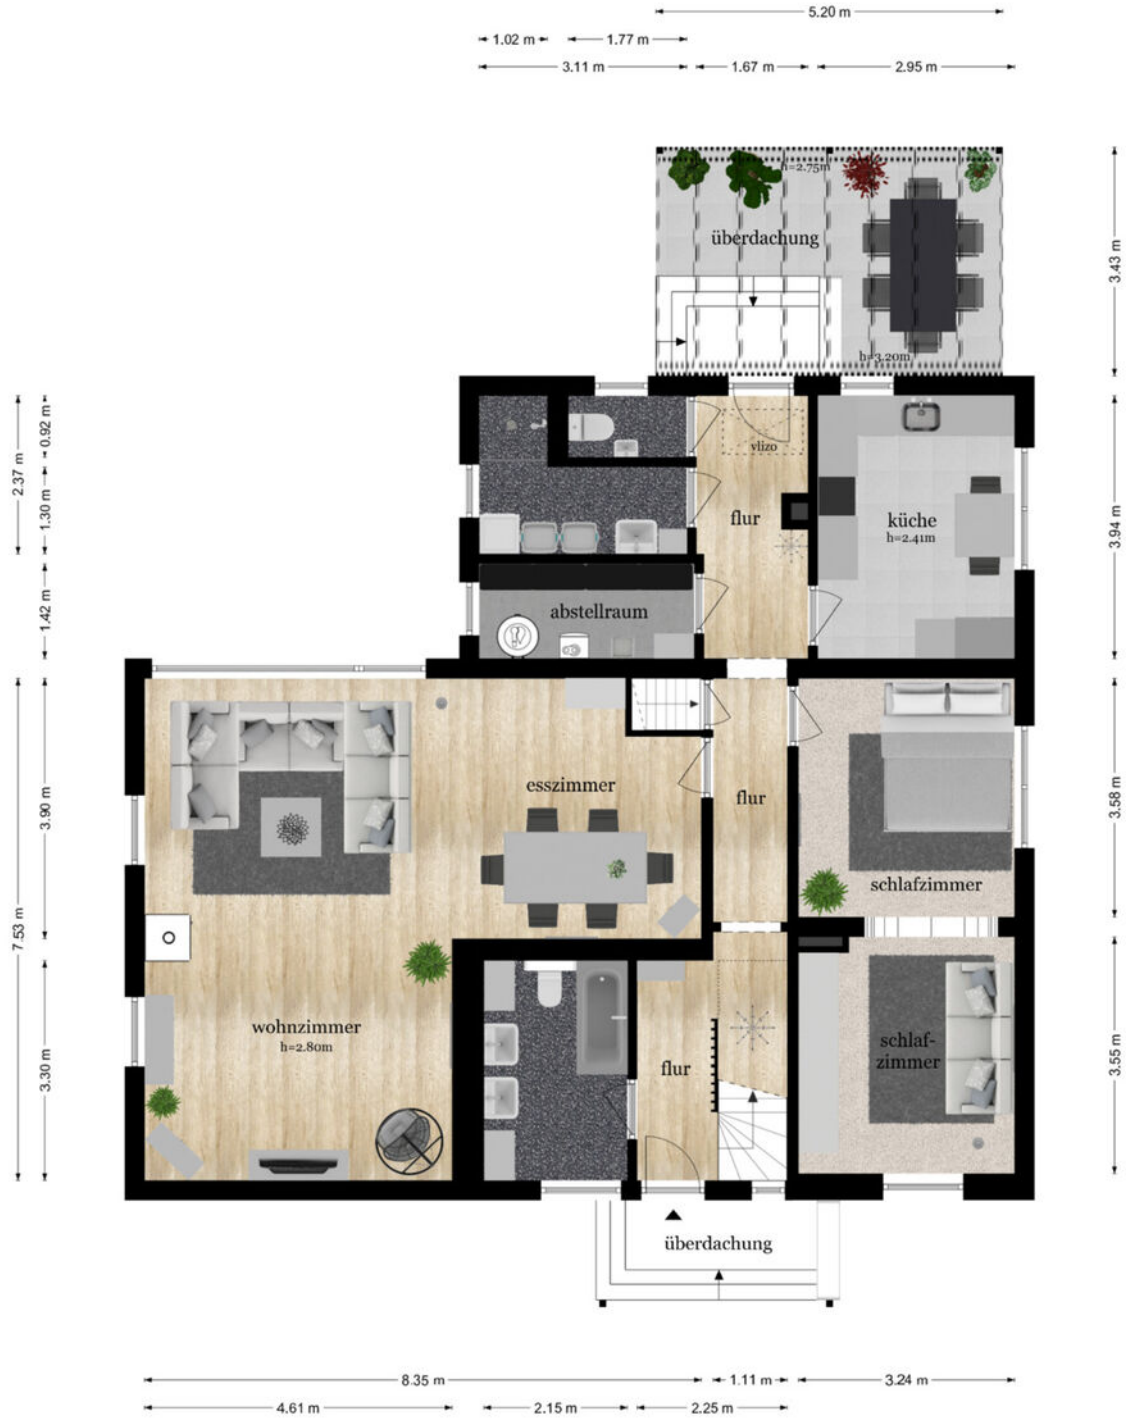 5.20 m
1.02 m
1.77 m
3.11 m
1.67 m
2.95 m
h=2.75m
überdachung
3.43 m
h=3.20m
0.92 m
2.37 m
1.30 m
1.42 m
vlizo
flur
küche
h=2.41m
3.94 m
abstellraum
esszimmer
flur
3.90 m
3.58 m
schlafzimmer
7.53 m
wohnzimmer
h=2.80m
schlaf-
zimmer
flur
3.30 m
3.55 m
überdachung
8.35 m
1.11 m
3.24 m
4.61 m
2.15 m
2.25 m